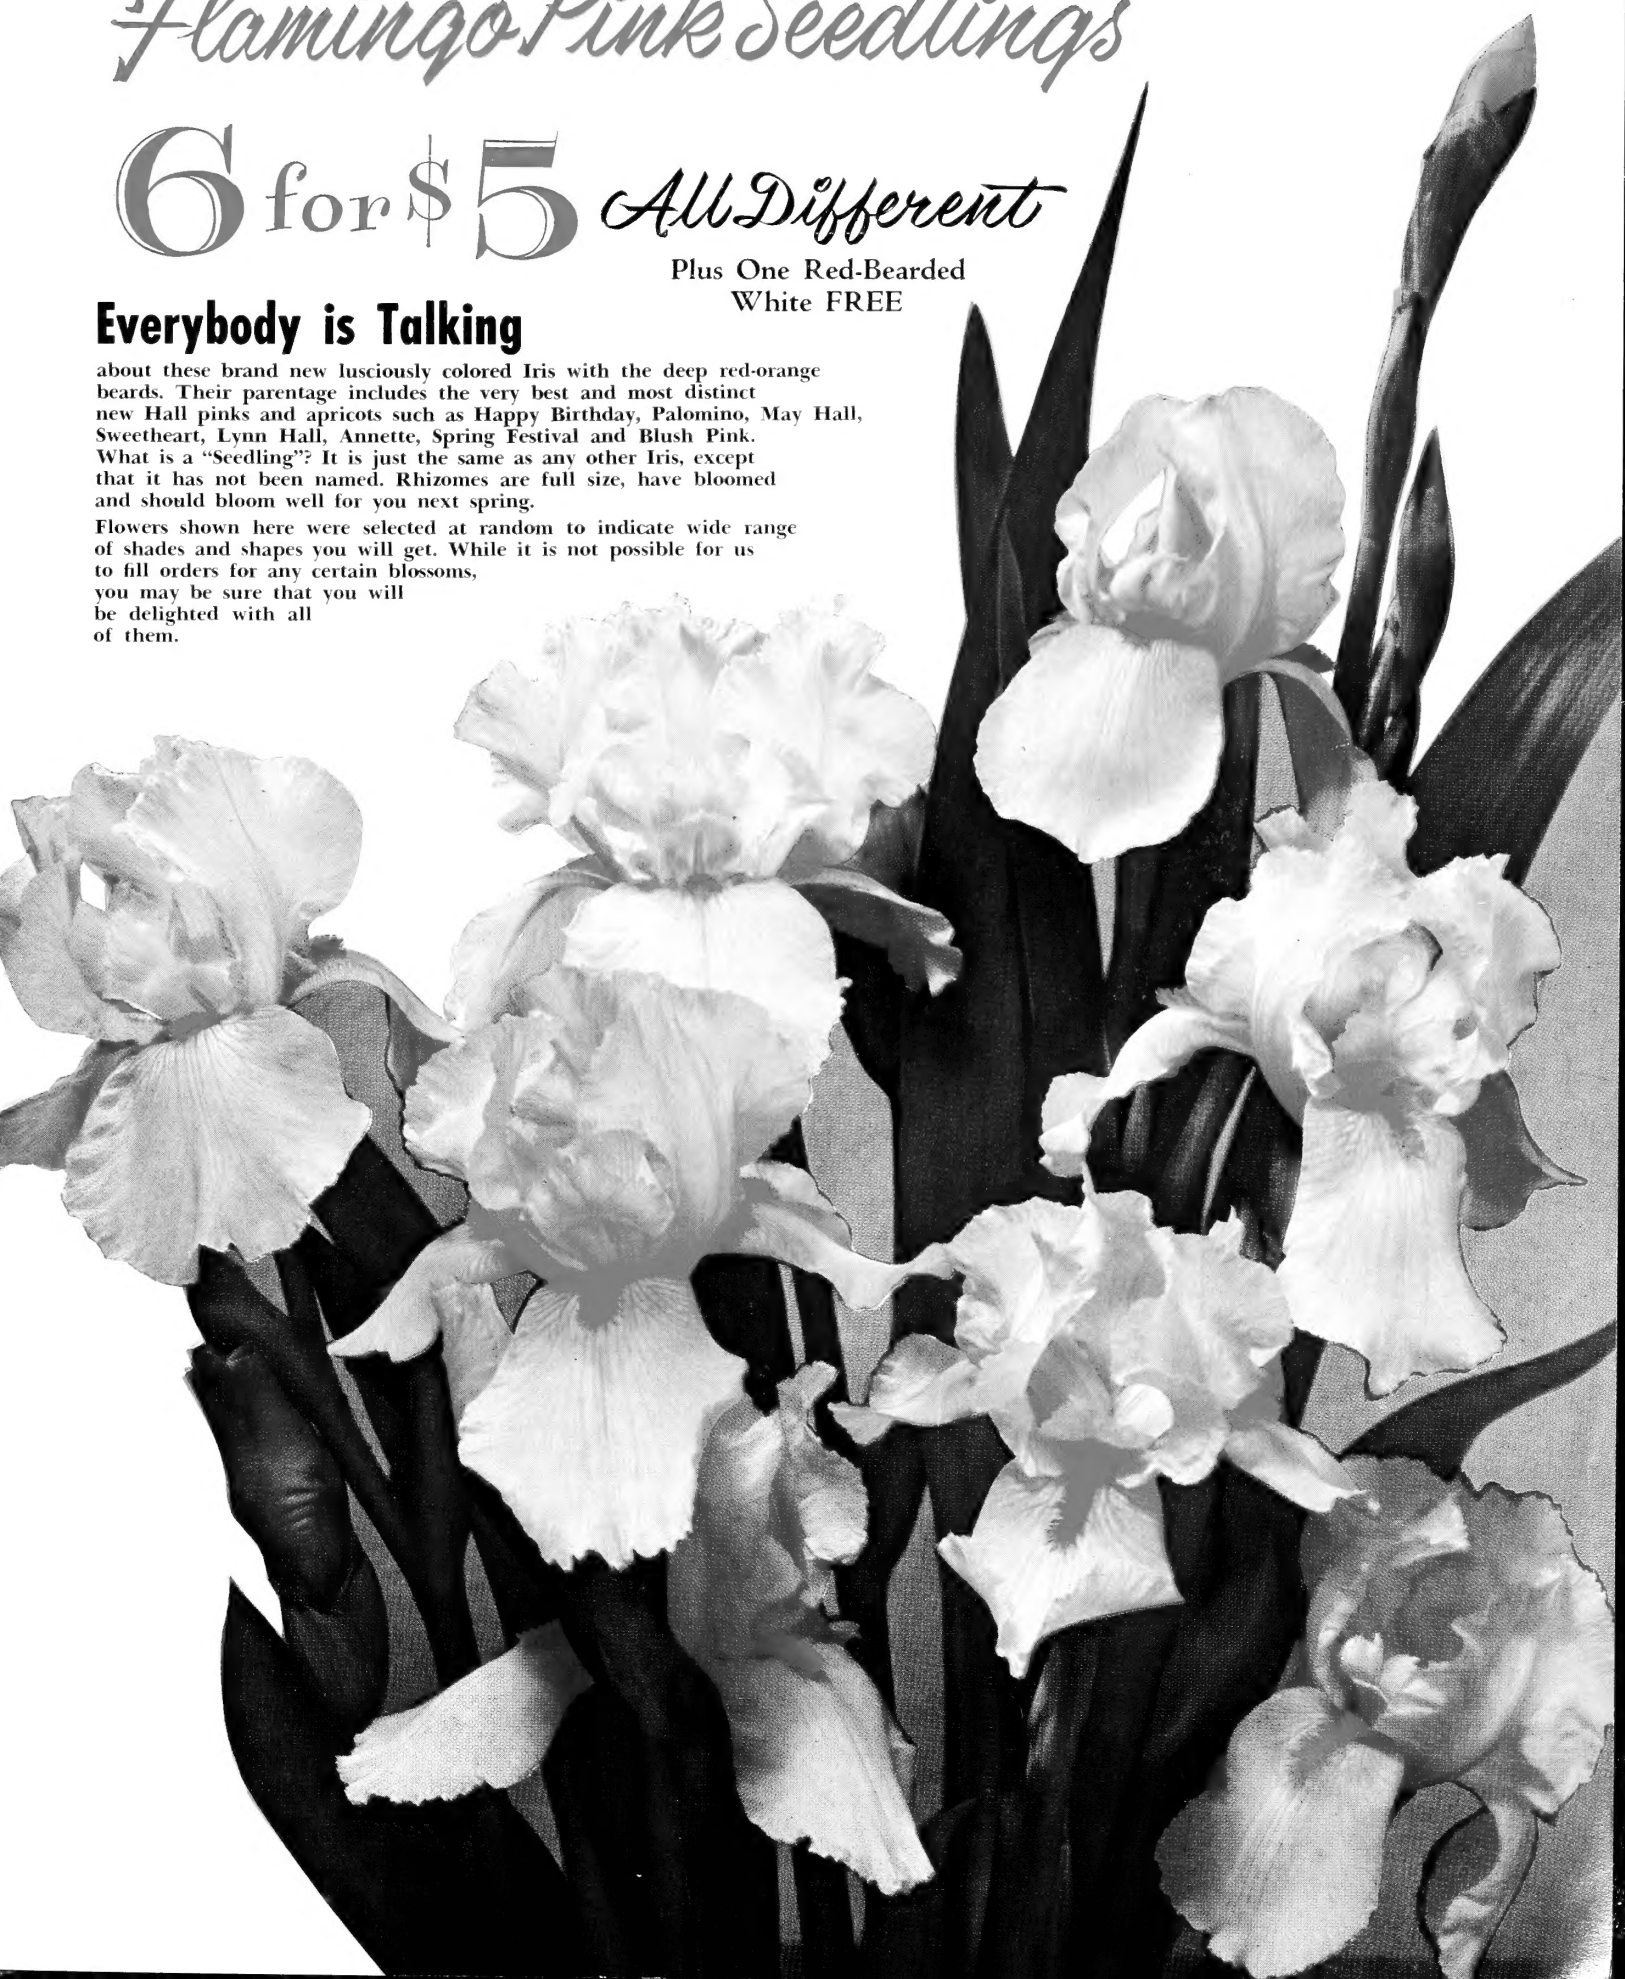 Flamingo Pink Seedlings
6 for $5 All Different
Plus One Red-Bearded
White FREE
Everybody is Talking
about these brand new lusciously colored Iris with the deep red-orange
beards. Their parentage includes the very best and most distinct
new Hall pinks and apricots such as Happy Birthday, Palomino, May Hall,
Sweetheart, Lynn Hall, Annette, Spring Festival and Blush Pink.
What is a “Seedling”? It is just the same as any other Iris, except
that it has not been named. Rhizomes are full size, have bloomed
and should bloom well for you next spring.
Flowers shown here were selected at random to indicate wide range
of shades and shapes you will get. While it is not possible for us
to fill orders for any certain blossoms,
you may be sure that you will
be delighted with all
of them.